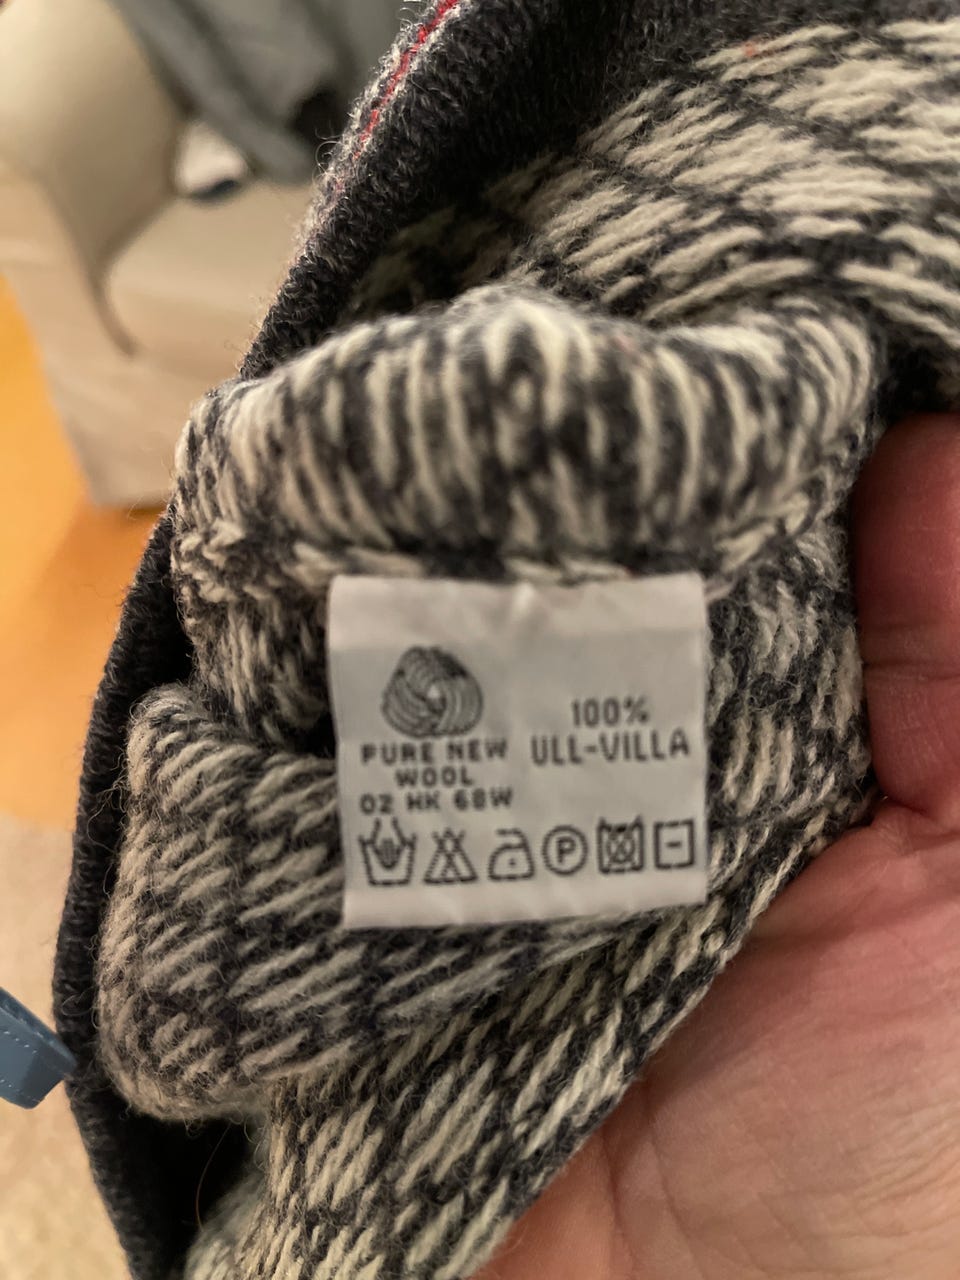 PURE NEW
WOOL
02 HK 68W
100%
ULL-VILLA
P